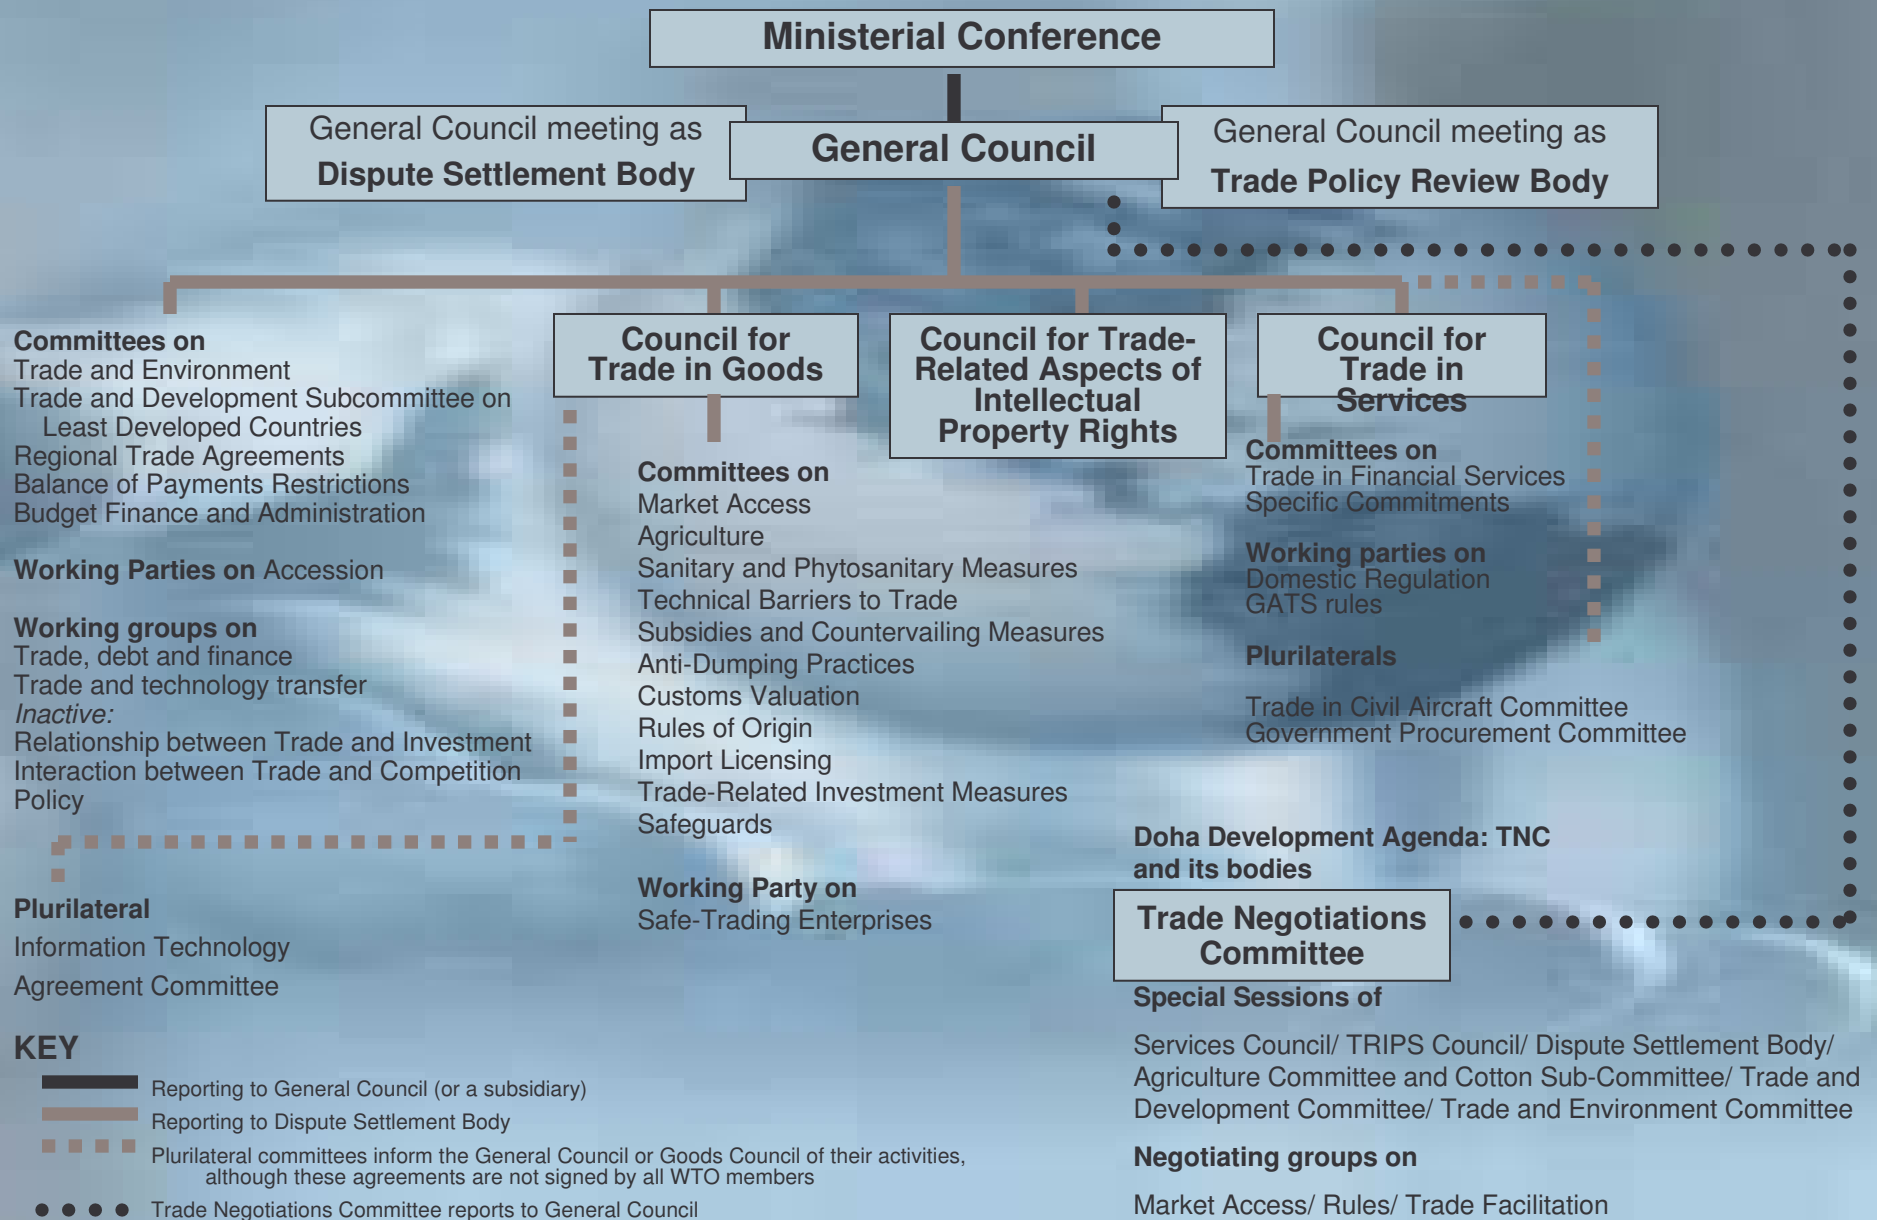 Ministerial Conference
General Council meeting as
Dispute Settlement Body
General Council
General Council meeting as
Trade Policy Review Body
Committees on
Trade and Environment
Trade and Development Subcommittee on
Least Developed Countries
Regional Trade Agreements
Balance of Payments Restrictions
Budget Finance and Administration
Working Parties on Accession
Working groups on
Trade, debt and finance
Trade and technology transfer
Inactive:
Relationship between Trade and Investment
Interaction between Trade and Competition
Policy
Plurilateral
Information Technology
Agreement Committee
Council for
Trade in Goods
Committees on
Market Access
Agriculture
Sanitary and Phytosanitary Measures
Technical Barriers to Trade
Subsidies and Countervailing Measures
Anti-Dumping Practices
Customs Valuation
Rules of Origin
Import Licensing
Trade-Related Investment Measures
Safeguards
Working Party on
Safe-Trading Enterprises
Council for Trade-
Related Aspects of
Intellectual
Property Rights
Council for
Trade in
Services
Committees on
Trade in Financial Services
Specific Commitments
Working parties on
Domestic Regulation
GATS rules
Plurilaterals
Trade in Civil Aircraft Committee
Government Procurement Committee
Doha Development Agenda: TNC
and its bodies
Trade Negotiations
Committee
Special Sessions of
Services Council/ TRIPS Council/ Dispute Settlement Body/
Agriculture Committee and Cotton Sub-Committee/ Trade and
Development Committee/ Trade and Environment Committee
Negotiating groups on
Market Access/ Rules/ Trade Facilitation
KEY
Reporting to General Council (or a subsidiary)
Reporting to Dispute Settlement Body
Plurilateral committees inform the General Council or Goods Council of their activities,
although these agreements are not signed by all WTO members
Trade Negotiations Committee reports to General Council